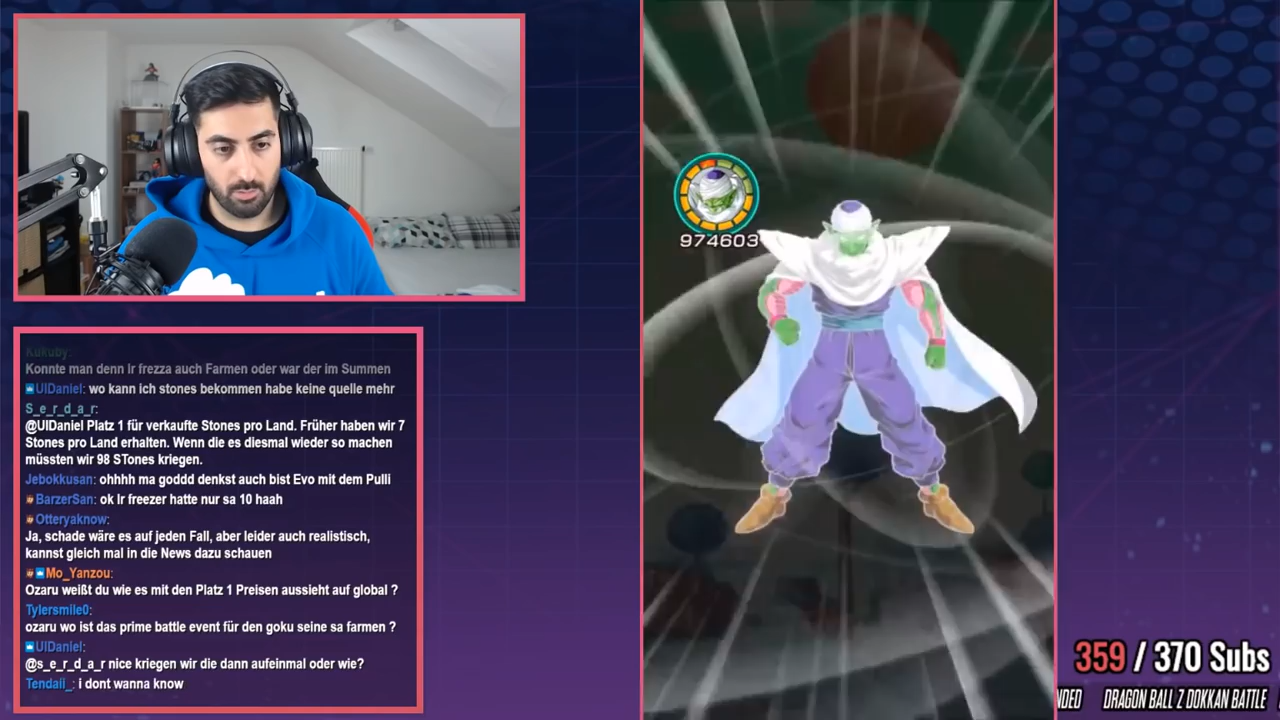 974603
Kukuby:
Konnte man denn lr frezza auch Farmen oder war der im Summen
UIDaniel: wo kann ich stones bekommen habe keine quelle mehr
S_e_r_d_a_r:
@UIDaniel Platz 1 für verkaufte Stones pro Land. Früher haben wir 7
Stones pro Land erhalten. Wenn die es diesmal wieder so machen
müssten wir 98 STones kriegen.
Jebokkusan: ohhhh ma goddd denkst auch bist Evo mit dem Pulli
BarzerSan: ok lr freezer hatte nur sa 10 haah
Otteryaknow:
Ja, schade wäre es auf jeden Fall, aber leider auch realistisch,
kannst gleich mal in die News dazu schauen
Mo_Yanzou:
Ozaru weißt du wie es mit den Platz 1 Preisen aussieht auf global ?
Tylersmile0:
ozaru wo ist das prime battle event für den goku seine sa farmen ?
UIDaniel:
@s_e_r_d_a_r nice kriegen wir die dann aufeinmal oder wie?
Tendaii_: i dont wanna know
359 / 370 Subs
NDED DRAGON BALL Z DOKKAN BATTLE